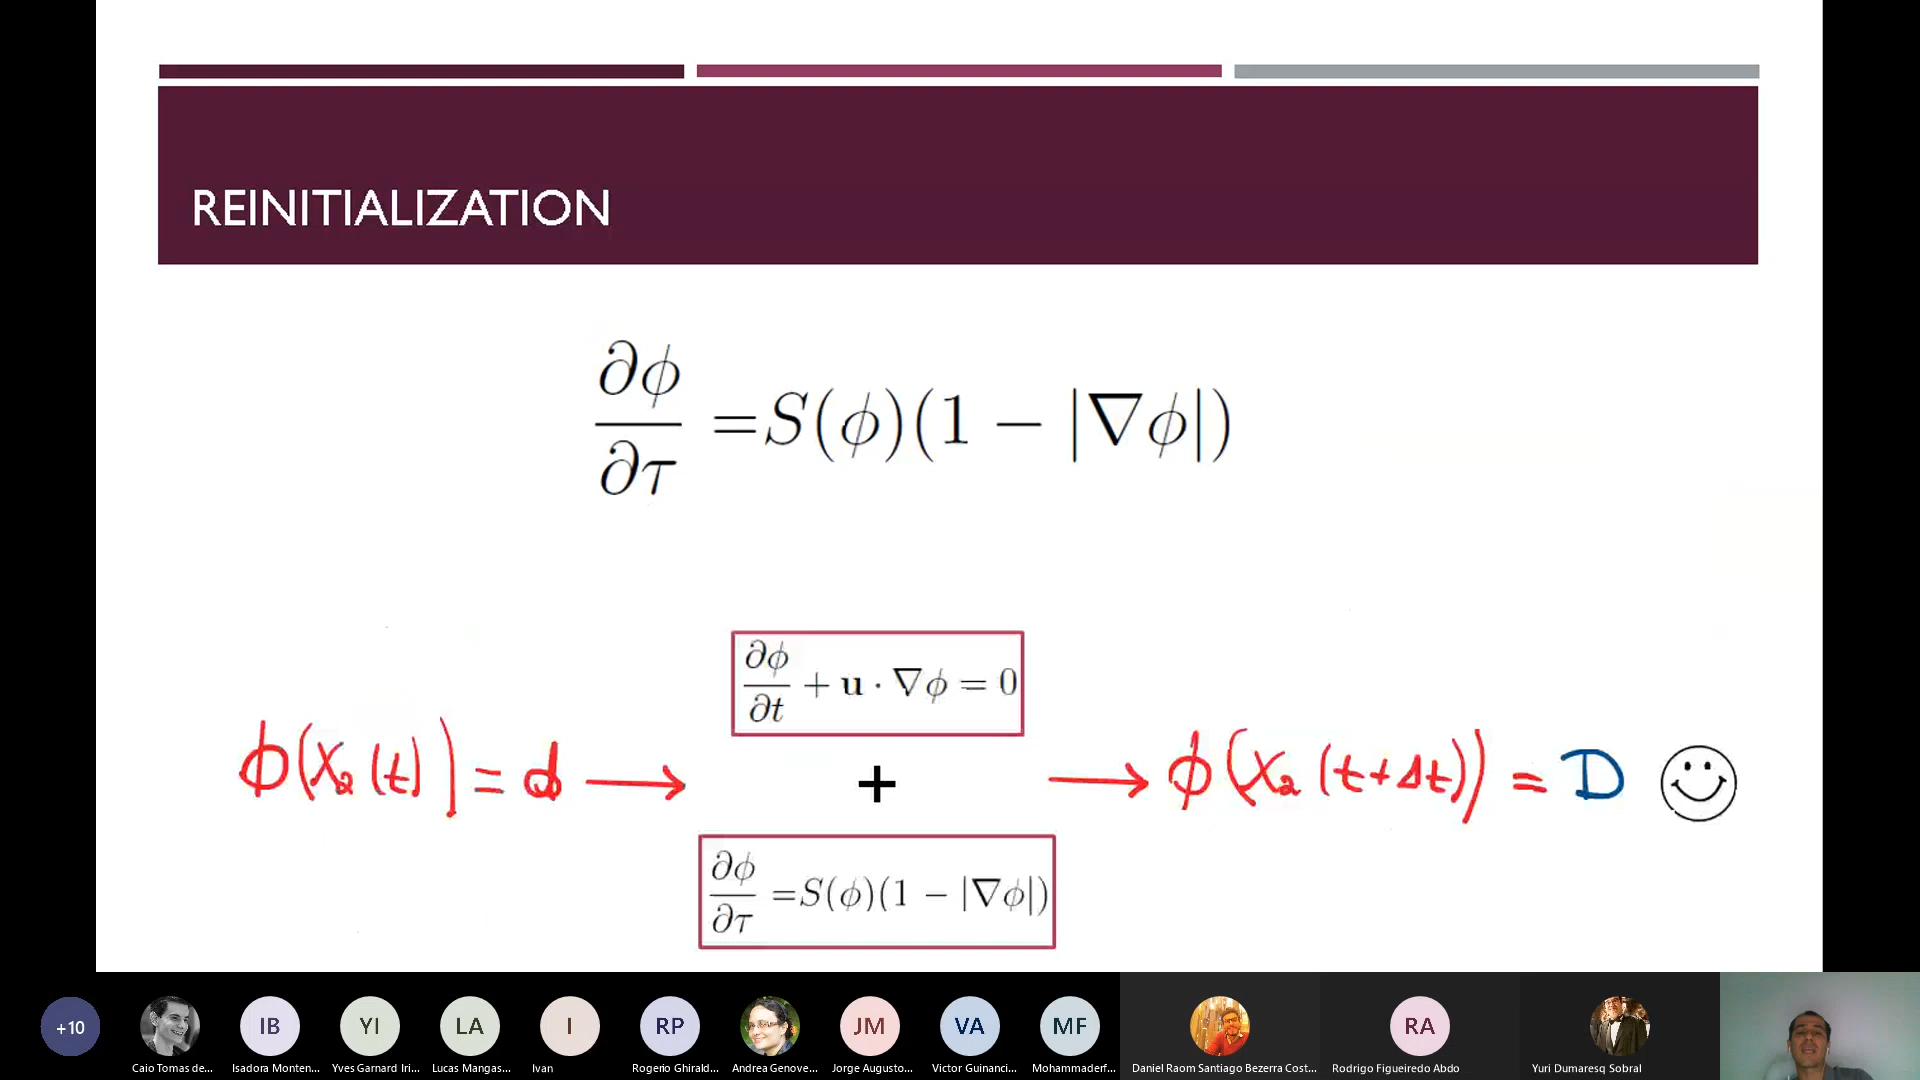 REINITIALIZATION
∂φ/∂τ =S(φ)(1 − |∇φ|)
∂φ/∂t + u · ∇φ = 0
φ(x₂(t)) = d → + → φ(x₂(t+Δt)) = D
∂φ/∂τ =S(φ)(1 − |∇φ|)
+10
IB
YI
LA
I
RP
JM
VA
MF
RA
Caio Tomas de...
Isadora Monten...
Yves Garnard Iri...
Lucas Mangas...
Ivan
Rogerio Ghirald...
Andrea Genove...
Jorge Augusto...
Victor Guinanci...
Mohammaderf...
Daniel Raom Santiago Bezerra Cost...
Rodrigo Figueiredo Abdo
Yuri Dumaresq Sobral